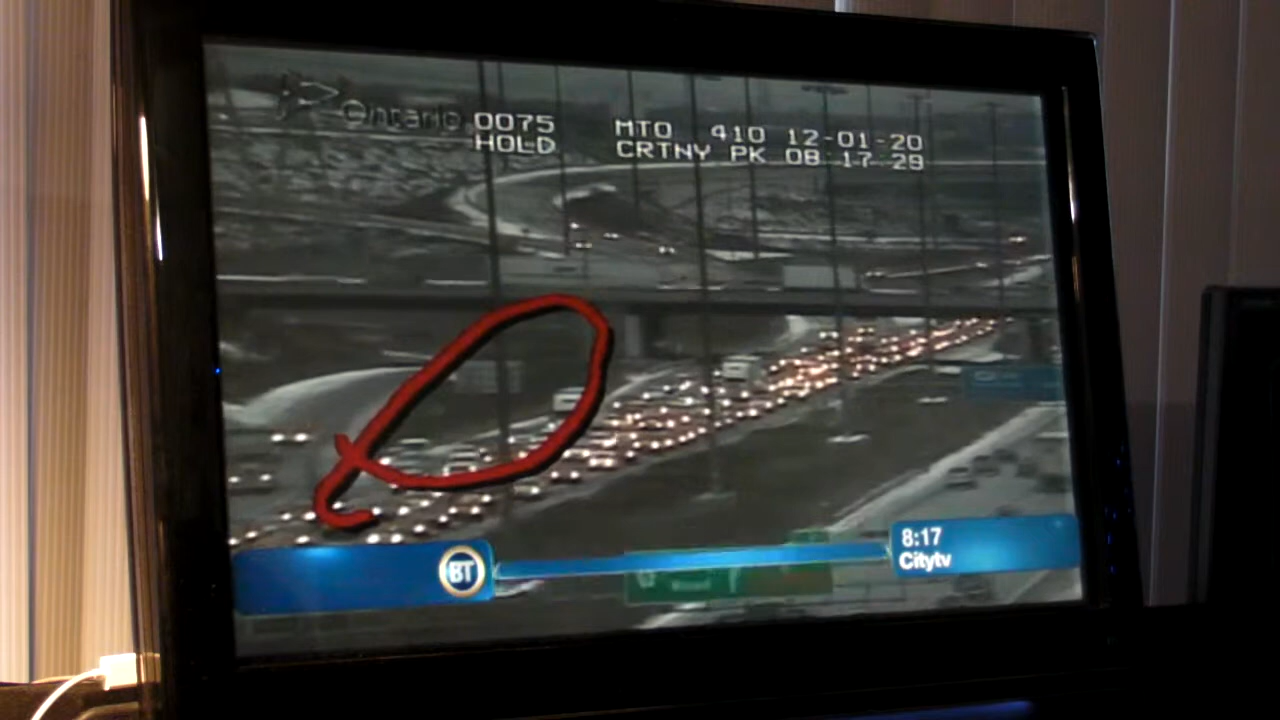 Ontario 0075 MTO 410 12-01-20
HOLD CRTNY PK 08 17 29
BT
8:17
Citytv